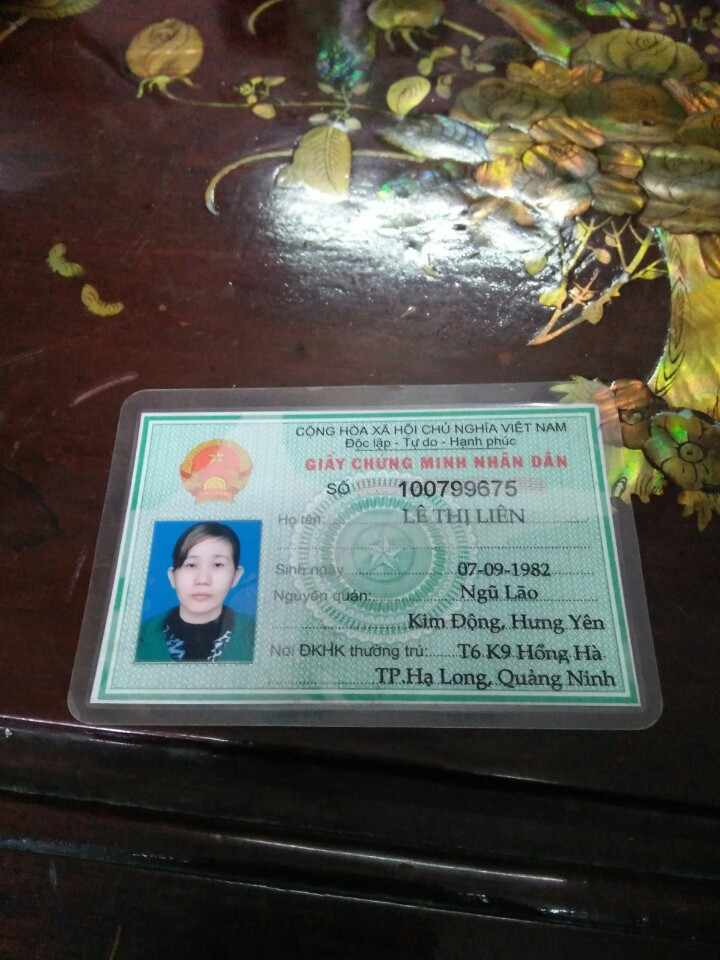 CỘNG HÒA XÃ HỘI CHỦ NGHĨA VIỆT NAM
Độc lập - Tự do - Hạnh phúc
GIẤY CHỨNG MINH NHÂN DÂN
SỐ 100799675
Họ tên: LÊ THỊ LIÊN
Sinh ngày 07-09-1982
Nguyên quán: Ngũ Lão
Kim Động, Hưng Yên
Nơi ĐKHK thường trú: T6 K9 Hồng Hà
TP.Hạ Long, Quảng Ninh